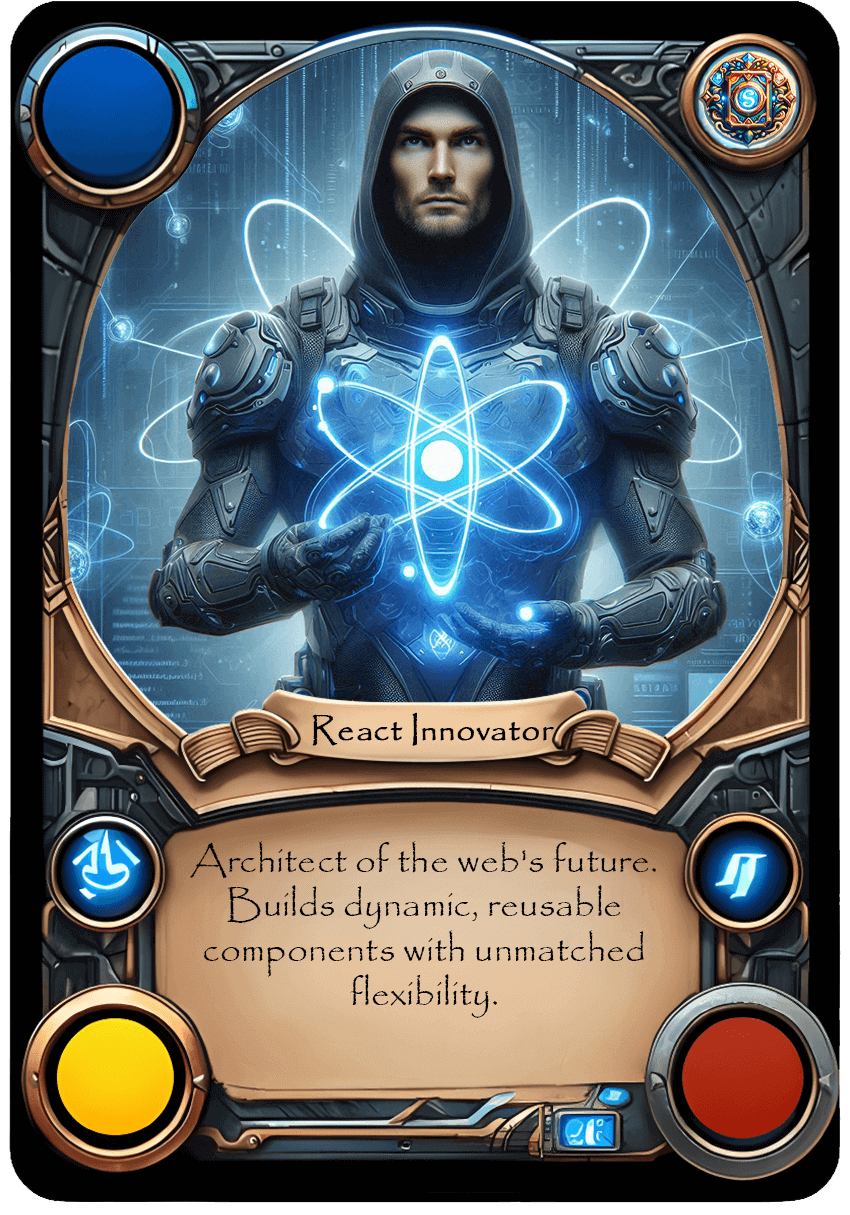 React Innovator
Architect of the web's future.
Builds dynamic, reusable
components with unmatched
flexibility.